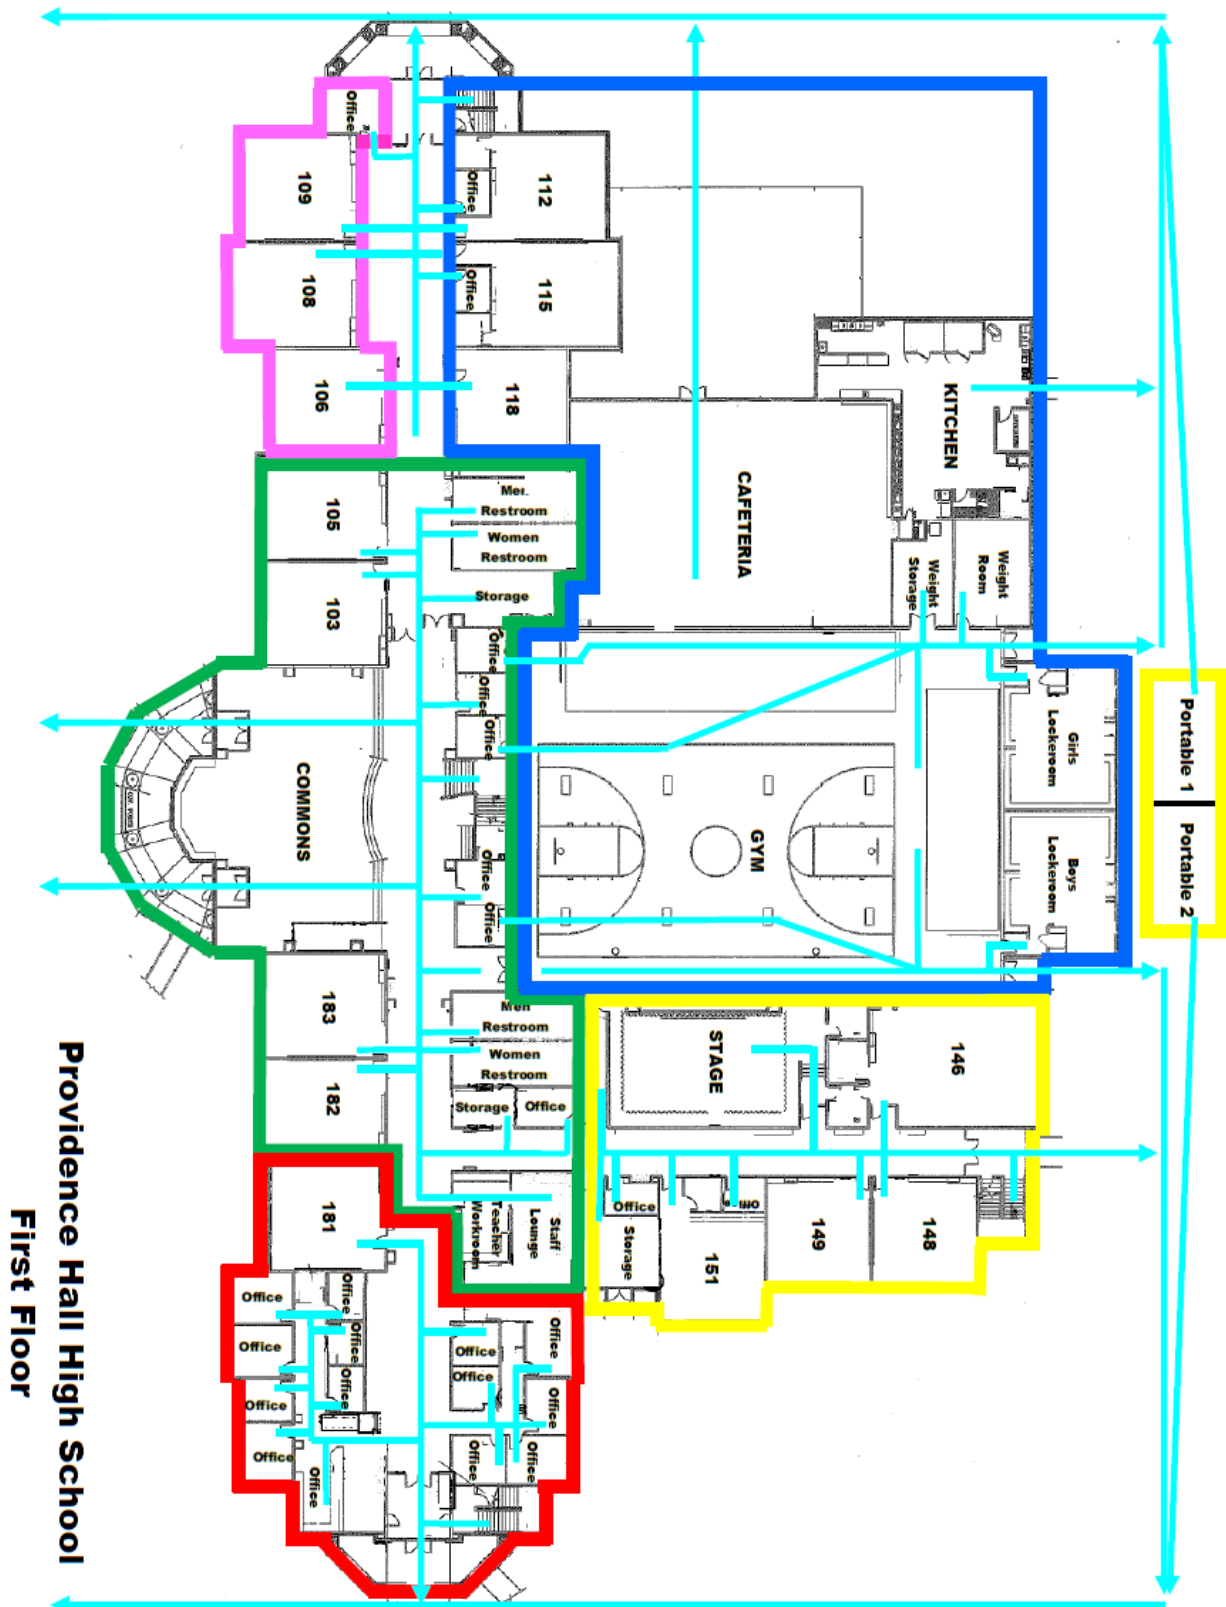 Office
109
108
106
Office
112
Office
115
118
KITCHEN
CAFETERIA
Weight
Room
Weight
Storage
105
103
Restroom
Women
Restroom
Storage
Office
Office
Office
Office
Office
COMMONS
GYM
Girls
Lockeroom
Boys
Lockeroom
Portable 1
Portable 2
183
182
Men
Restroom
Women
Restroom
Storage
Office
Staff
Lounge
Teacher
Workroom
STAGE
146
148
149
151
Office
Storage
181
Office
Office
Office
Office
Office
Office
Office
Office
Office
Office
Office
Office
Office
Office
Providence Hall High School
First Floor